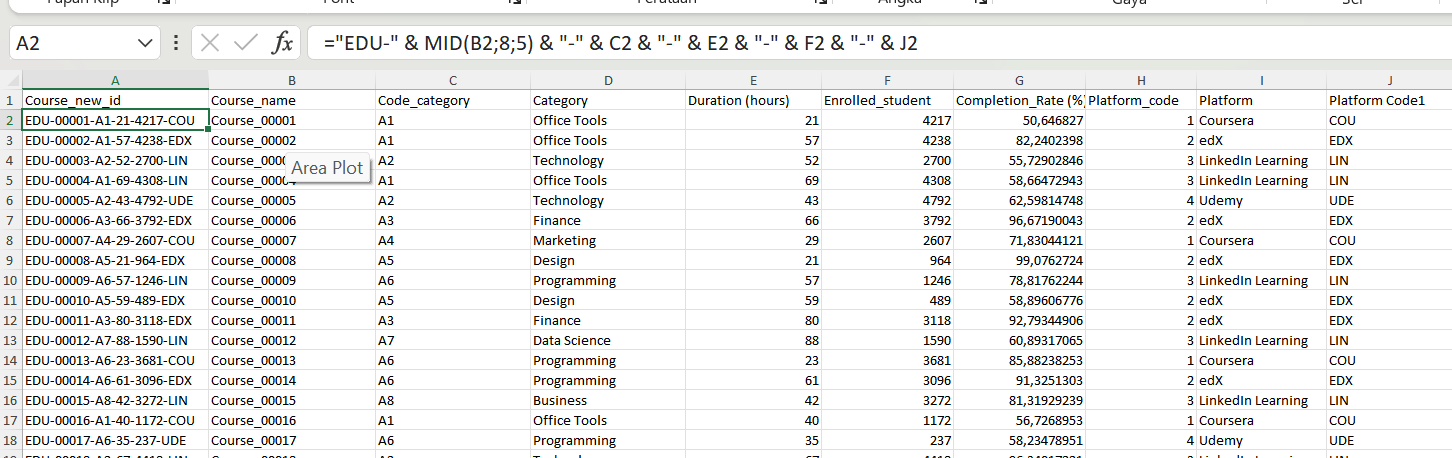 Font
Angka
Gaya
Sel
A2 fx ="EDU-" & MID(B2;8;5) & "-" & C2 & "-" & E2 & "-" & F2 & "-" & J2
A B C D E F G H I J
1 Course_new_id Course_name Code_category Category Duration (hours) Enrolled_student Completion_Rate (%) Platform_code Platform Platform Code1
2 EDU-00001-A1-21-4217-COU Course_00001 A1 Office Tools 21 4217 50,646827 1 Coursera COU
3 EDU-00002-A1-57-4238-EDX Course_00002 A1 Office Tools 57 4238 82,2402398 2 edX EDX
4 EDU-00003-A2-52-2700-LIN Course_000 A2 Technology 52 2700 55,72902846 3 LinkedIn Learning LIN
Area Plot
5 EDU-00004-A1-69-4308-LIN Course_00004 A1 Office Tools 69 4308 58,66472943 3 LinkedIn Learning LIN
6 EDU-00005-A2-43-4792-UDE Course_00005 A2 Technology 43 4792 62,59814748 4 Udemy UDE
7 EDU-00006-A3-66-3792-EDX Course_00006 A3 Finance 66 3792 96,67190043 2 edX EDX
8 EDU-00007-A4-29-2607-COU Course_00007 A4 Marketing 29 2607 71,83044121 1 Coursera COU
9 EDU-00008-A5-21-964-EDX Course_00008 A5 Design 21 964 99,0762724 2 edX EDX
10 EDU-00009-A6-57-1246-LIN Course_00009 A6 Programming 57 1246 78,81762244 3 LinkedIn Learning LIN
11 EDU-00010-A5-59-489-EDX Course_00010 A5 Design 59 489 58,89606776 2 edX EDX
12 EDU-00011-A3-80-3118-EDX Course_00011 A3 Finance 80 3118 92,79344906 2 edX EDX
13 EDU-00012-A7-88-1590-LIN Course_00012 A7 Data Science 88 1590 60,89317065 3 LinkedIn Learning LIN
14 EDU-00013-A6-23-3681-COU Course_00013 A6 Programming 23 3681 85,88238253 1 Coursera COU
15 EDU-00014-A6-61-3096-EDX Course_00014 A6 Programming 61 3096 91,3251303 2 edX EDX
16 EDU-00015-A8-42-3272-LIN Course_00015 A8 Business 42 3272 81,31929239 3 LinkedIn Learning LIN
17 EDU-00016-A1-40-1172-COU Course_00016 A1 Office Tools 40 1172 56,7268953 1 Coursera COU
18 EDU-00017-A6-35-237-UDE Course_00017 A6 Programming 35 237 58,23478951 4 Udemy UDE